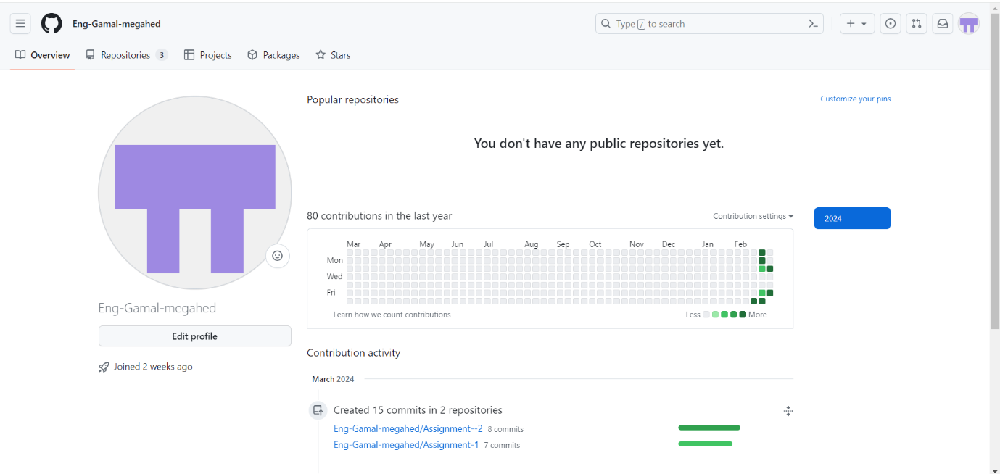 Eng-Gamal-megahed
Type / to search
Overview Repositories 3 Projects Packages Stars
Popular repositories
Customize your pins
You don't have any public repositories yet.
80 contributions in the last year
Contribution settings
2024
Mar Apr May Jun Jul Aug Sep Oct Nov Dec Jan Feb
Mon
Wed
Fri
Learn how we count contributions
Less More
Eng-Gamal-megahed
Edit profile
Joined 2 weeks ago
Contribution activity
March 2024
Created 15 commits in 2 repositories
Eng-Gamal-megahed/Assignment--2 8 commits
Eng-Gamal-megahed/Assignment-1 7 commits